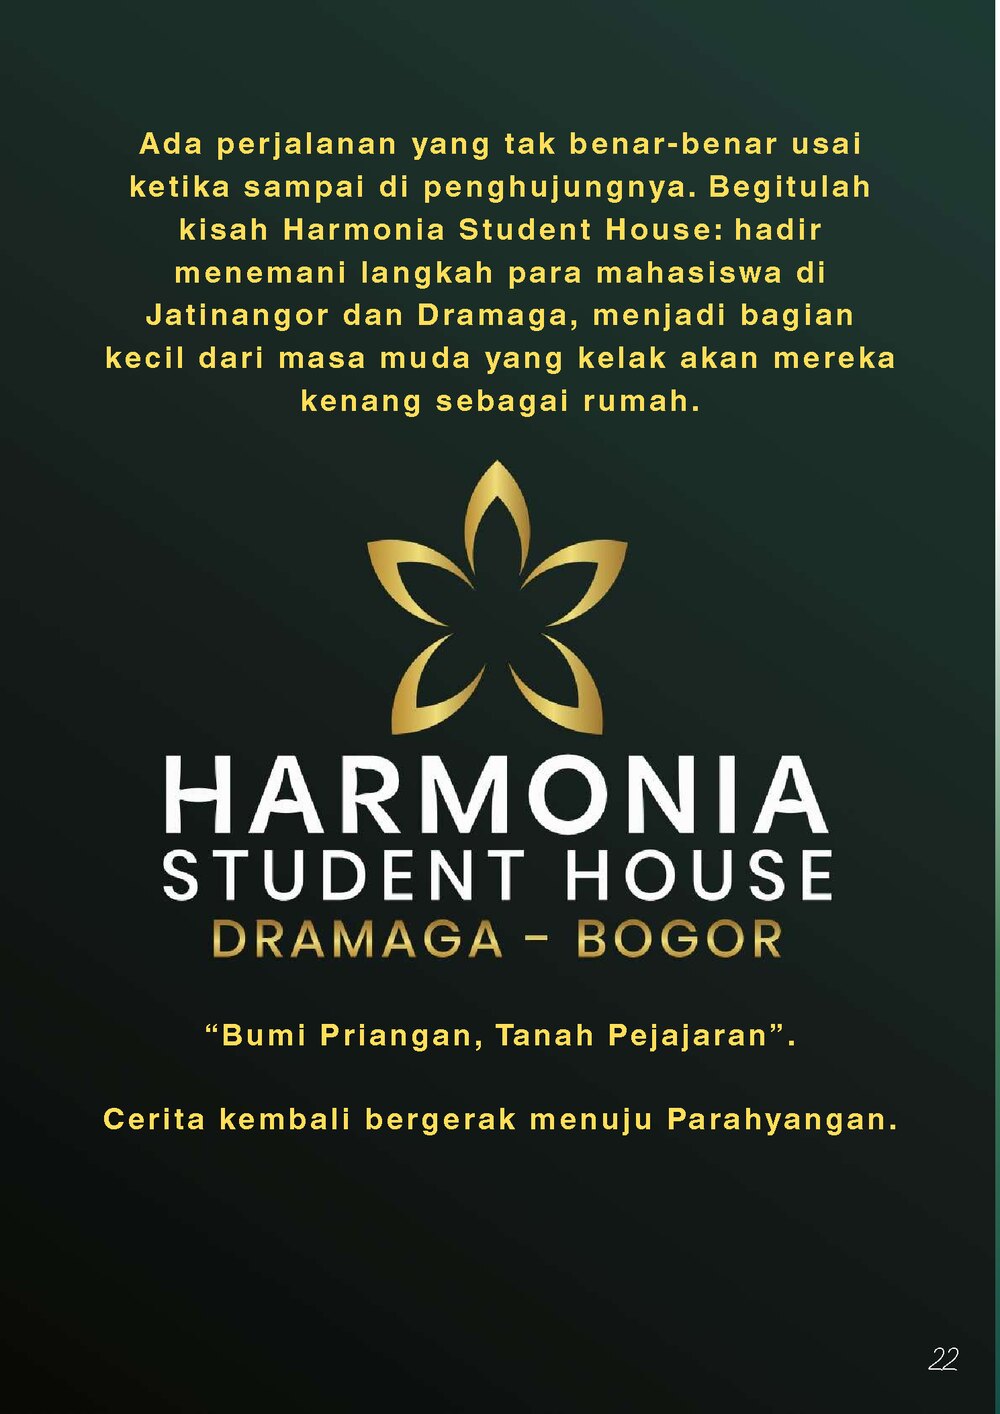 Ada perjalanan yang tak benar-benar usai
ketika sampai di penghujungnya. Begitulah
kisah Harmonia Student House: hadir
menemani langkah para mahasiswa di
Jatinangor dan Dramaga, menjadi bagian
kecil dari masa muda yang kelak akan mereka
kenang sebagai rumah.
HARMONIA
STUDENT HOUSE
DRAMAGA - BOGOR
“Bumi Priangan, Tanah Pejajaran”.
Cerita kembali bergerak menuju Parahyangan.
22